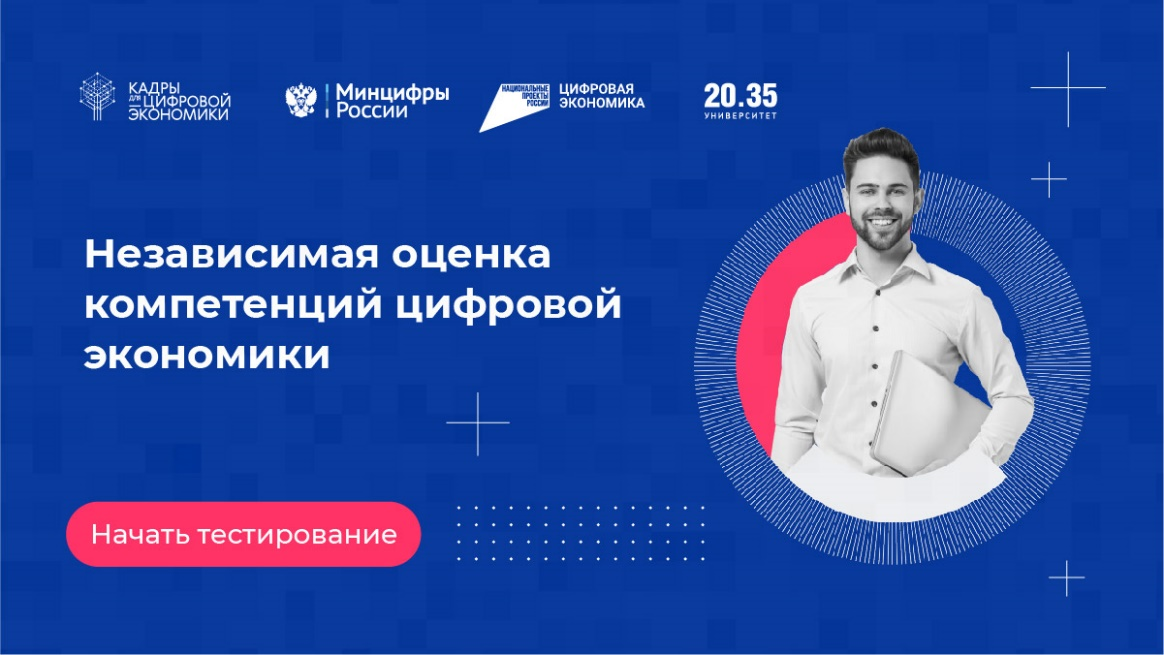 КАДРЫ
ДЛЯ ЦИФРОВОЙ
ЭКОНОМИКИ
Минцифры
России
НАЦИОНАЛЬНЫЕ
ПРОЕКТЫ
РОССИИ
ЦИФРОВАЯ
ЭКОНОМИКА
20.35
УНИВЕРСИТЕТ
Независимая оценка
компетенций цифровой
экономики
Начать тестирование